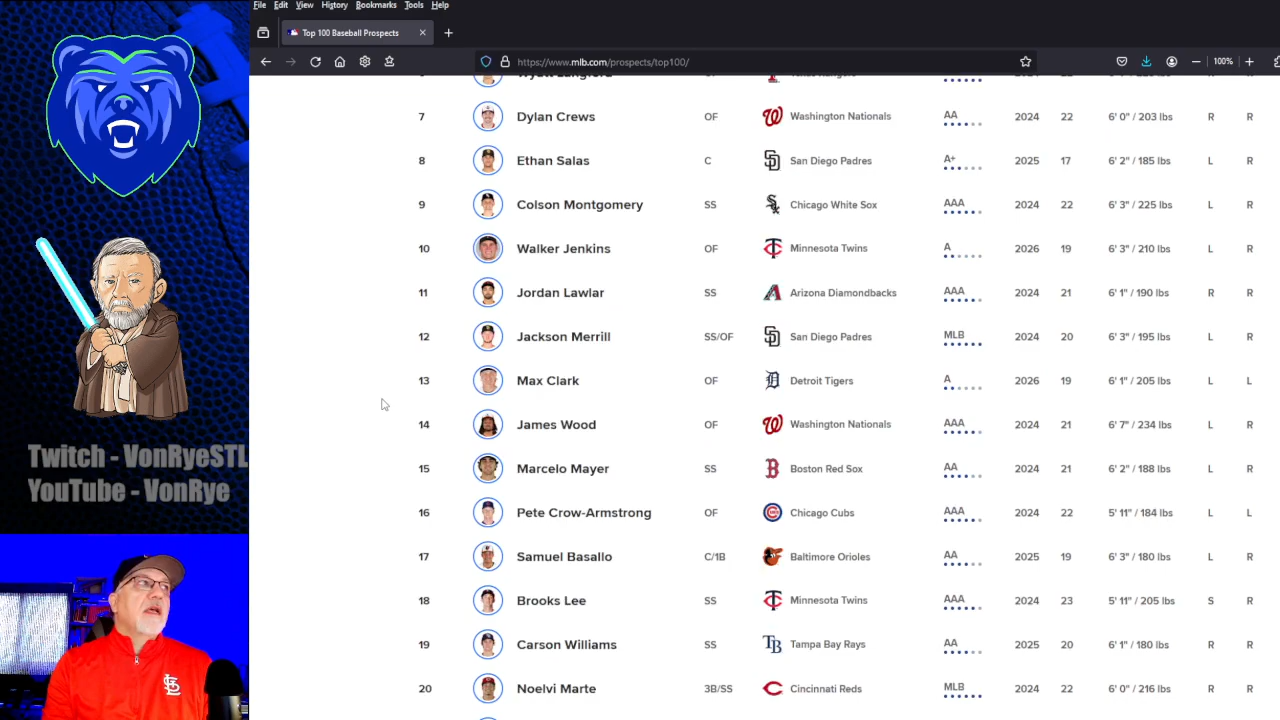 File Edit View History Bookmarks Tools Help
Top 100 Baseball Prospects
https://www.mlb.com/prospects/top100/
100%
7 Dylan Crews OF Washington Nationals AA 2024 22 6' 0" / 203 lbs R R
8 Ethan Salas C San Diego Padres A+ 2025 17 6' 2" / 185 lbs L R
9 Colson Montgomery SS Chicago White Sox AAA 2024 22 6' 3" / 225 lbs L R
10 Walker Jenkins OF Minnesota Twins A 2026 19 6' 3" / 210 lbs L R
11 Jordan Lawlar SS Arizona Diamondbacks AAA 2024 21 6' 1" / 190 lbs R R
12 Jackson Merrill SS/OF San Diego Padres MLB 2024 20 6' 3" / 195 lbs L R
13 Max Clark OF Detroit Tigers A 2026 19 6' 1" / 205 lbs L L
14 James Wood OF Washington Nationals AAA 2024 21 6' 7" / 234 lbs L R
15 Marcelo Mayer SS Boston Red Sox AA 2024 21 6' 2" / 188 lbs L R
16 Pete Crow-Armstrong OF Chicago Cubs AAA 2024 22 5' 11" / 184 lbs L L
17 Samuel Basallo C/1B Baltimore Orioles AA 2025 19 6' 3" / 180 lbs L R
18 Brooks Lee SS Minnesota Twins AAA 2024 23 5' 11" / 205 lbs S R
19 Carson Williams SS Tampa Bay Rays AA 2025 20 6' 1" / 180 lbs R R
20 Noelvi Marte 3B/SS Cincinnati Reds MLB 2024 22 6' 0" / 216 lbs R R
Twitch - VonRyeSTL
YouTube - VonRye